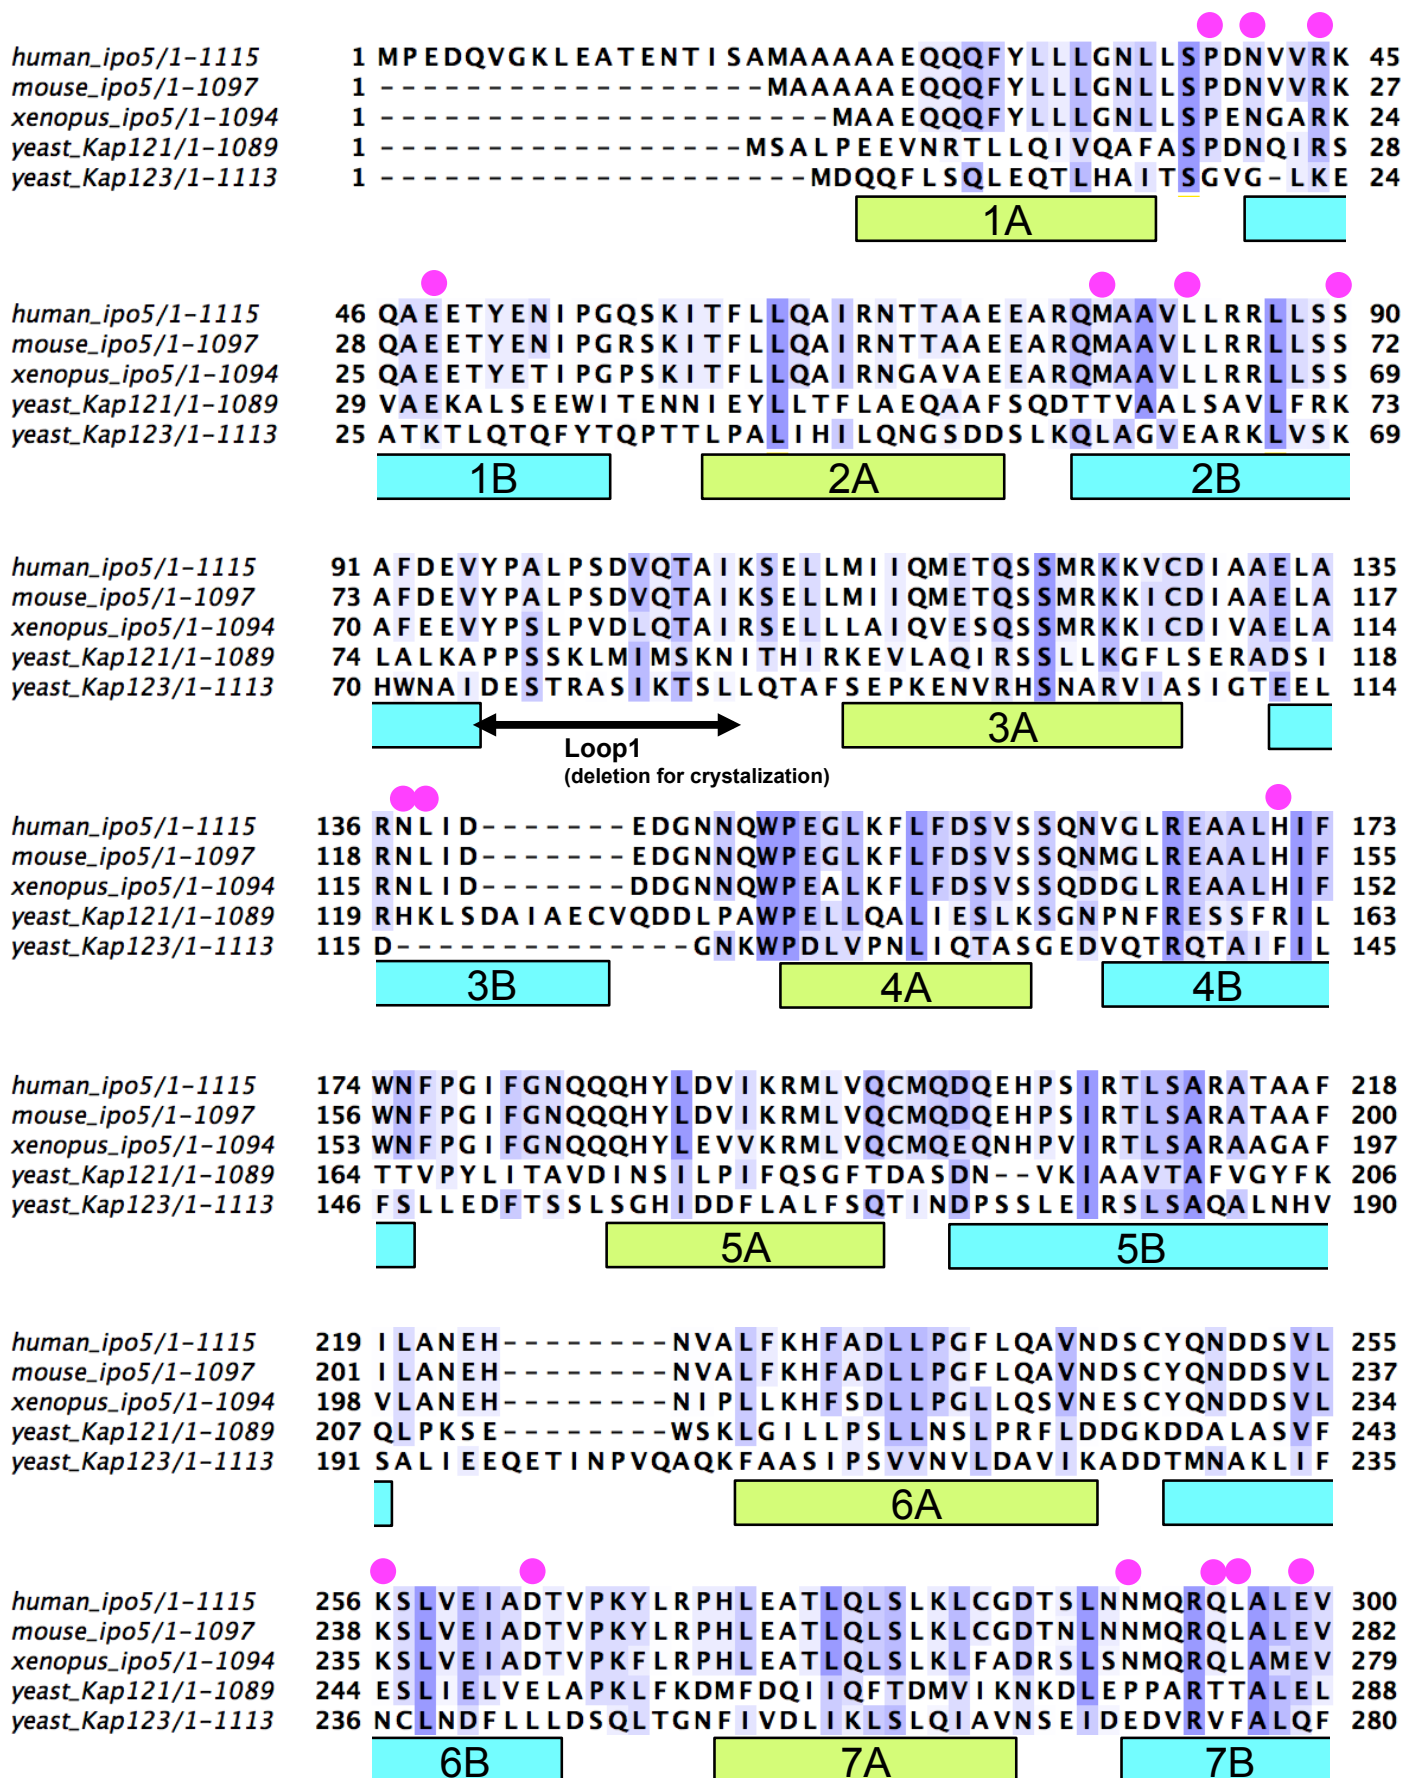 human_ipo5/1-1115 1 MPEDQVGKLEATENTISAMAAAAAEQQQFYLLLGNLLSPDNVVRK 45
mouse_ipo5/1-1097 1 ------------------MAAAAAEQQQFYLLLGNLLSPDNVVRK 27
xenopus_ipo5/1-1094 1 ---------------------MAAEQQQFYLLLGNLLSPENGARK 24
yeast_Kap121/1-1089 1 -----------------MSALPEEVNRTLLQIVQAFASPDNQIRS 28
yeast_Kap123/1-1113 1 --------------------MDQQFLSQLEQTLHAITSGVG-LKE 24
1A
human_ipo5/1-1115 46 QAEETYENIPGQSKITFLLQAIRNTTAAEEARQMAAVLLRRLLSS 90
mouse_ipo5/1-1097 28 QAEETYENIPGRSKITFLLQAIRNTTAAEEARQMAAVLLRRLLSS 72
xenopus_ipo5/1-1094 25 QAEETYETIPGPSKITFLLQAIRNGAVAEEARQMAAVLLRRLLSS 69
yeast_Kap121/1-1089 29 VAEKALSEEWITENNIEYLLTFLAEQAAFSQDTTVAALSAVLFRK 73
yeast_Kap123/1-1113 25 ATKTLQTQFYTQPTTLPALIHILQNGSDDSLKQLAGVEARKLVSK 69
1B 2A 2B
human_ipo5/1-1115 91 AFDEVYPALPSDVQTAIKSELLMIIQMETQSSMRKKVCDIAAELA 135
mouse_ipo5/1-1097 73 AFDEVYPALPSDVQTAIKSELLMIIQMETQSSMRKKICDIAAELA 117
xenopus_ipo5/1-1094 70 AFEEVYPSLPVDLQTAIRSELLLAIQVESQSSMRKKICDIVAELA 114
yeast_Kap121/1-1089 74 LALKAPPSSKLMIMSKNITHIRKEVLAQIRSSLLKGFLSERADSI 118
yeast_Kap123/1-1113 70 HWNAIDESTRASIKTSLLQTAFSEPKENVRHSNARVIASIGTEEL 114
3A
Loop1
(deletion for crystalization)
human_ipo5/1-1115 136 RNLID-------EDGNNQWPEGLKFLFDSVSSQNVGLREAALHIF 173
mouse_ipo5/1-1097 118 RNLID-------EDGNNQWPEGLKFLFDSVSSQNMGLREAALHIF 155
xenopus_ipo5/1-1094 115 RNLID-------DDGNNQWPEALKFLFDSVSSQDDGLREAALHIF 152
yeast_Kap121/1-1089 119 RHKLSDAIAECVQDDLPAWPELLQALIESLKSGNPNFRESSFRIL 163
yeast_Kap123/1-1113 115 D--------------GNKWPDLVPNLIQTASGEDVQTRQTAIFIL 145
3B 4A 4B
human_ipo5/1-1115 174 WNFPGIFGNQQQHYLDVIKRMLVQCMQDQEHPSIRTLSARATAAF 218
mouse_ipo5/1-1097 156 WNFPGIFGNQQQHYLDVIKRMLVQCMQDQEHPSIRTLSARATAAF 200
xenopus_ipo5/1-1094 153 WNFPGIFGNQQQHYLEVVKRMLVQCMQEQNHPVIRTLSARAAGAF 197
yeast_Kap121/1-1089 164 TTVPYLITAVDINSILPIFQSGFTDASDN--VKIAAVTAFVGYFK 206
yeast_Kap123/1-1113 146 FSLLEDFTSSLSGHIDDFLALFSQTINDPSSLEIRSLSAQALNHV 190
5A 5B
human_ipo5/1-1115 219 ILANEH--------NVALFKHFADLLPGFLQAVNDSCYQNDDSVL 255
mouse_ipo5/1-1097 201 ILANEH--------NVALFKHFADLLPGFLQAVNDSCYQNDDSVL 237
xenopus_ipo5/1-1094 198 VLANEH--------NIPLLKHFSDLLPGLLQSVNESCYQNDDSVL 234
yeast_Kap121/1-1089 207 QLPKSE--------WSKLGILLPSLLNSLPRFLDDGKDDALASVF 243
yeast_Kap123/1-1113 191 SALIEEQETINPVQAQKFAASIPSVVNVLDAVIKADDTMNAKLIF 235
6A
human_ipo5/1-1115 256 KSLVEIADTVPKYLRPHLEATLQLSLKLCGDTSLNNMQRQLALEV 300
mouse_ipo5/1-1097 238 KSLVEIADTVPKYLRPHLEATLQLSLKLCGDTNLNNMQRQLALEV 282
xenopus_ipo5/1-1094 235 KSLVEIADTVPKFLRPHLEATLQLSLKLFADRSLSNMQRQLAMEV 279
yeast_Kap121/1-1089 244 ESLIELVELAPKLFKDMFDQIIQFTDMVIKNKDLEPPARTTALEL 288
yeast_Kap123/1-1113 236 NCLNDFLLLLDSQLTGNFIVDLIKLSLQIAVNSEIDEDVRVFALQF 280
6B 7A 7B